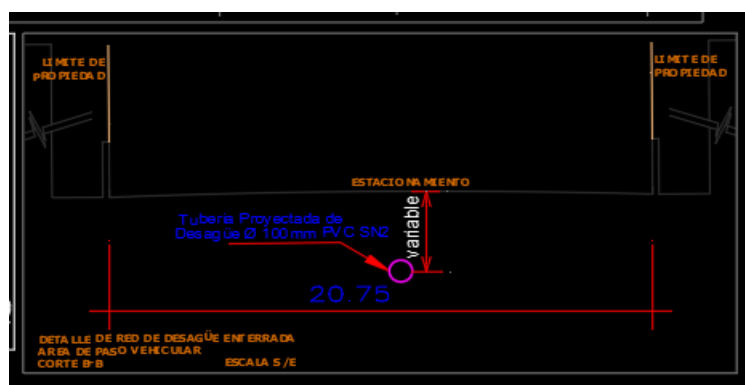 LIMITE DE
PROPIEDAD
LIMITE DE
PROPIEDAD
ESTACIONAMIENTO
variable
Tubería Proyectada de
Desagüe Ø 100mm PVC SN2
20.75
DETALLE DE RED DE DESAGÜE ENTERRADA
AREA DE PASO VEHICULAR
CORTE B-B
ESCALA S/E